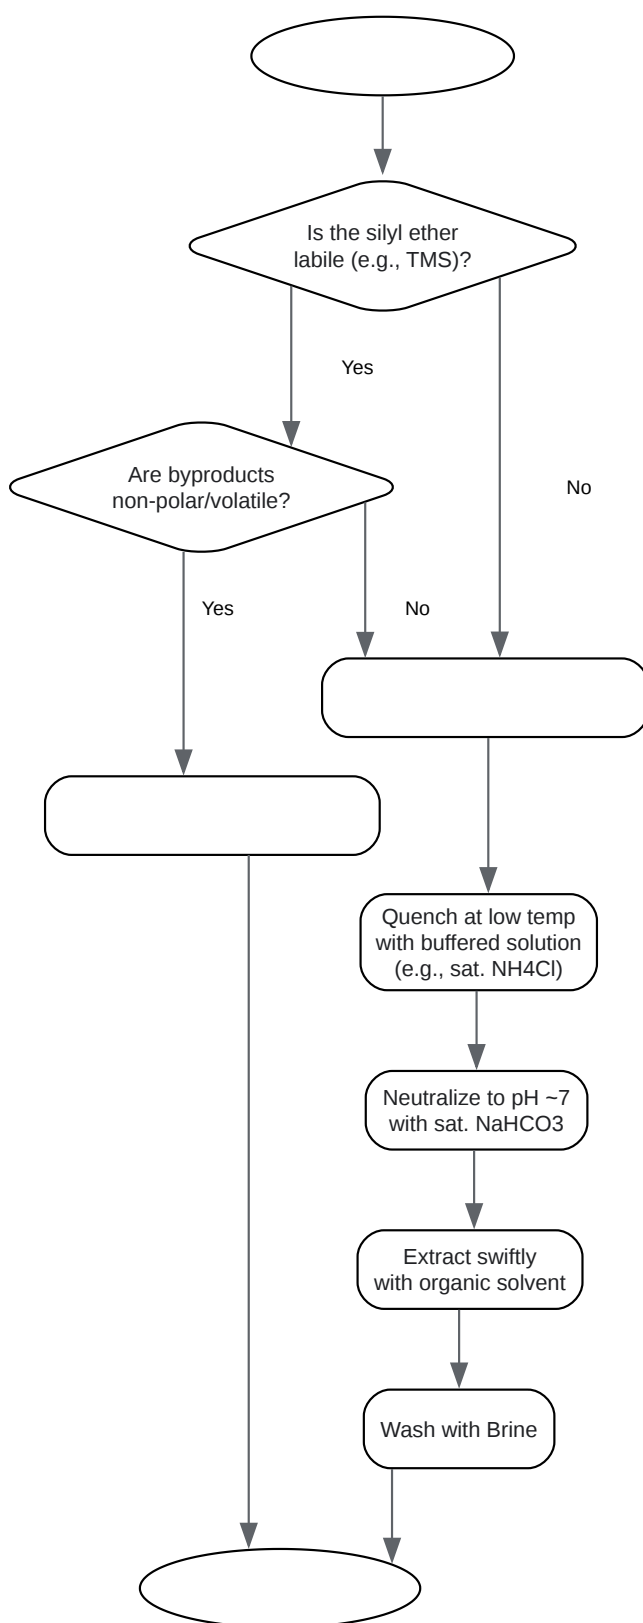 Is the silyl ether
labile (e.g., TMS)?
Yes
Are byproducts
non-polar/volatile?
No
Yes
No
Quench at low temp
with buffered solution
(e.g., sat. NH4Cl)
Neutralize to pH ~7
with sat. NaHCO3
Extract swiftly
with organic solvent
Wash with Brine